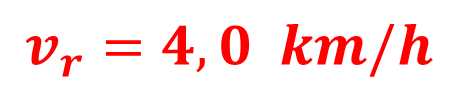 v_r = 4,0 km/h